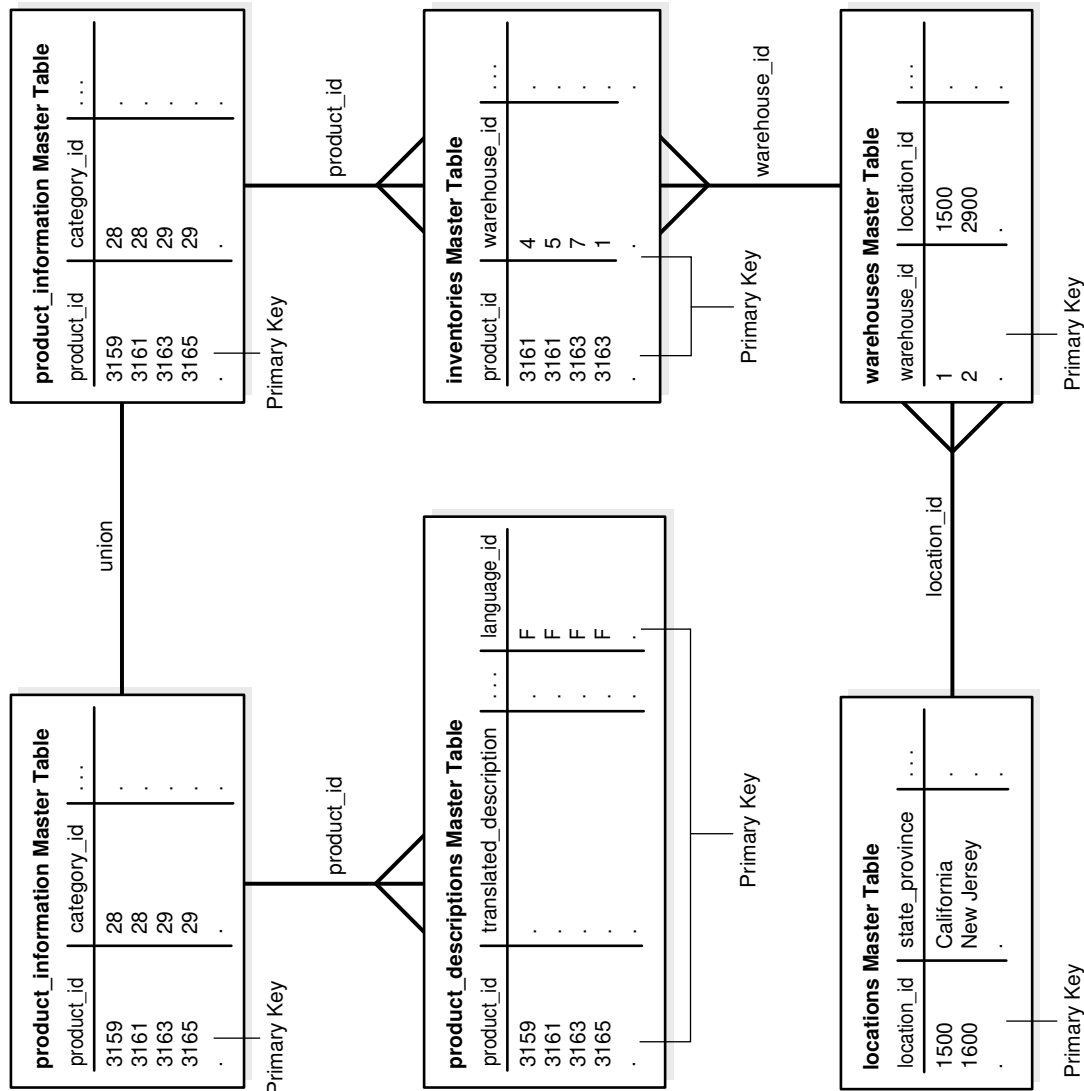 product_information Master Table
product_id category_id ...
3159 28 .
3161 28 .
3163 29 .
3165 29 .
. . .
Primary Key
union
product_information Master Table
product_id category_id ...
3159 28 .
3161 28 .
3163 29 .
3165 29 .
. . .
Primary Key
product_id
product_id
product_descriptions Master Table
product_id translated_description ... language_id
3159 . . F
3161 . . F
3163 . . F
3165 . . F
. . . .
Primary Key
inventories Master Table
product_id warehouse_id ...
3161 4 .
3161 5 .
3163 7 .
3163 1 .
. . .
Primary Key
warehouse_id
locations Master Table
location_id state_province ...
1500 California .
1600 New Jersey .
. . .
Primary Key
location_id
warehouses Master Table
warehouse_id location_id ...
1 1500 .
2 2900 .
. . .
Primary Key